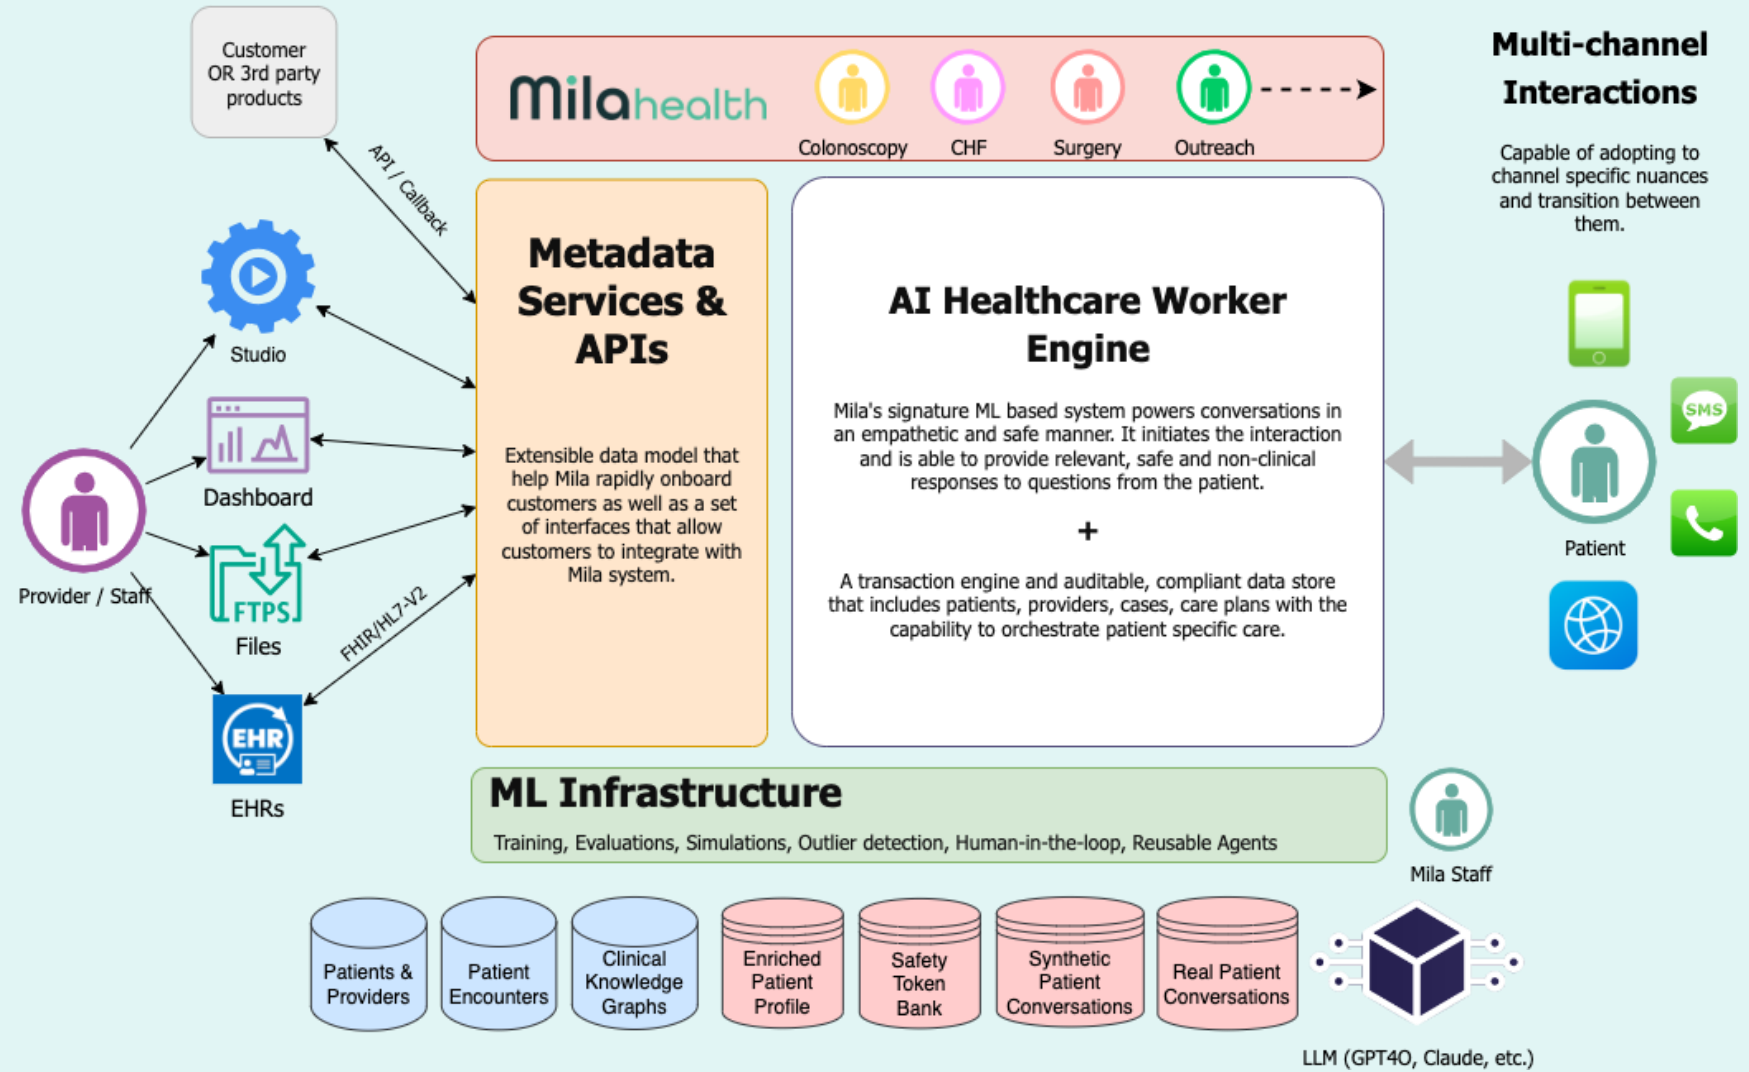 Customer
OR 3rd party
products
API / Callback
Studio
Dashboard
FTPS
Files
Provider / Staff
FHIR/HL7-V2
EHR
EHRs
Milahealth
Colonoscopy
CHF
Surgery
Outreach
Metadata
Services &
APIs
Extensible data model that
help Mila rapidly onboard
customers as well as a set
of interfaces that allow
customers to integrate with
Mila system.
AI Healthcare Worker
Engine
Mila's signature ML based system powers conversations in
an empathetic and safe manner. It initiates the interaction
and is able to provide relevant, safe and non-clinical
responses to questions from the patient.
+
A transaction engine and auditable, compliant data store
that includes patients, providers, cases, care plans with the
capability to orchestrate patient specific care.
Multi-channel
Interactions
Capable of adopting to
channel specific nuances
and transition between
them.
SMS
Patient
ML Infrastructure
Training, Evaluations, Simulations, Outlier detection, Human-in-the-loop, Reusable Agents
Mila Staff
Patients &
Providers
Patient
Encounters
Clinical
Knowledge
Graphs
Enriched
Patient
Profile
Safety
Token
Bank
Synthetic
Patient
Conversations
Real Patient
Conversations
LLM (GPT4O, Claude, etc.)